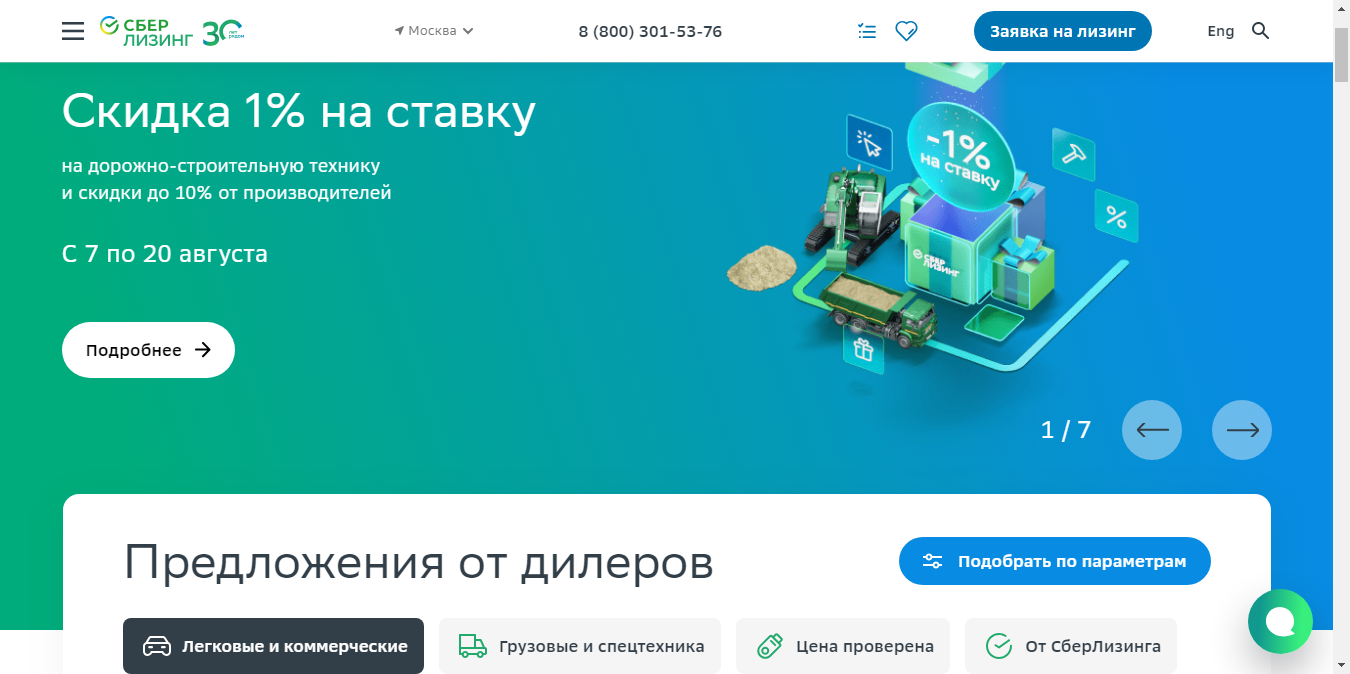 СБЕР
ЛИЗИНГ
30
лет
рядом
Москва
8 (800) 301-53-76
Заявка на лизинг
Eng
Скидка 1% на ставку
на дорожно-строительную технику
и скидки до 10% от производителей
С 7 по 20 августа
Подробнее
-1%
на ставку
%
СБЕР
ЛИЗИНГ
1 / 7
Предложения от дилеров
Подобрать по параметрам
Легковые и коммерческие
Грузовые и спецтехника
Цена проверена
От СберЛизинга